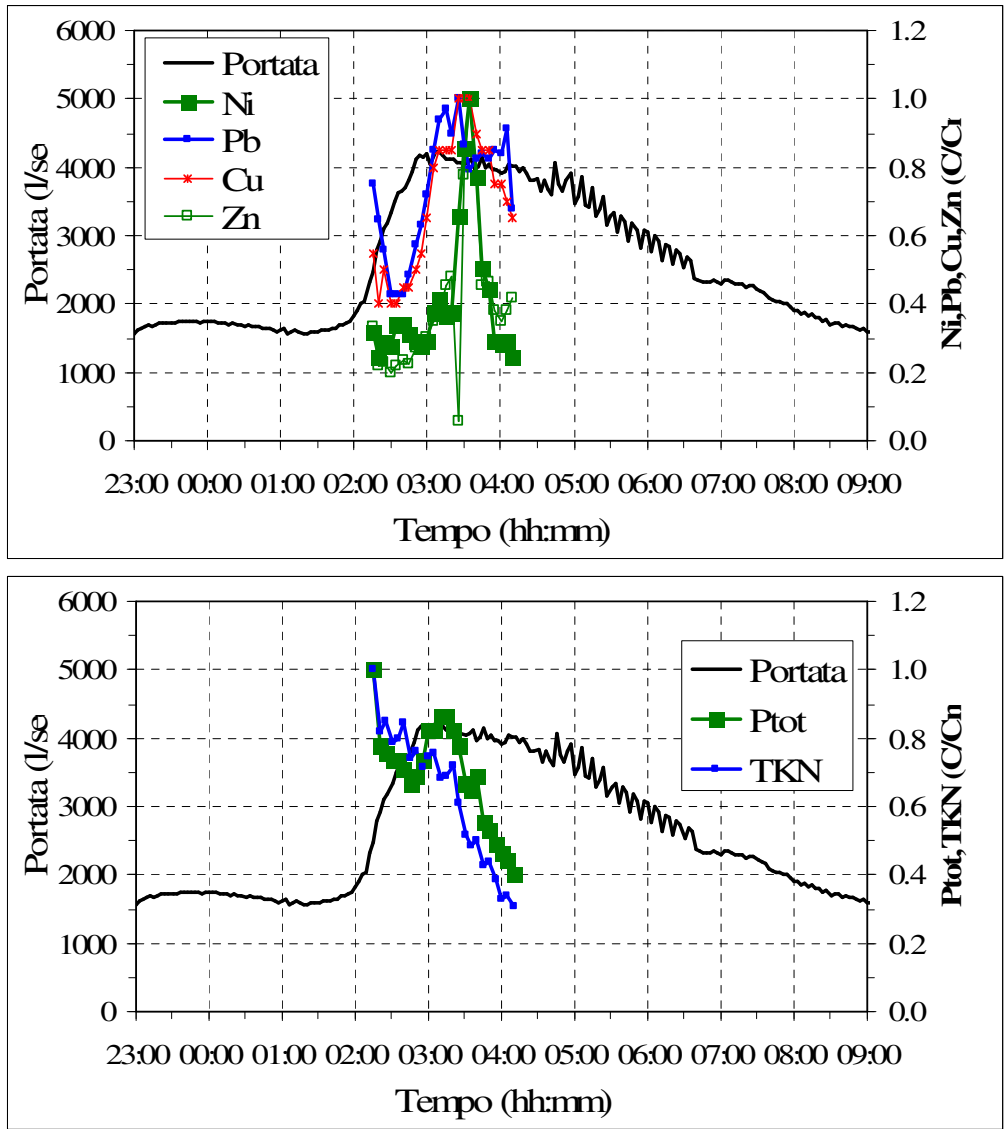 6000
5000
4000
3000
2000
1000
0
1.2
1.0
0.8
0.6
0.4
0.2
0.0
Portata
Ni
Pb
Cu
Zn
Portata (l/se
Ni,Pb,Cu,Zn (C/Cı
23:00 00:00 01:00 02:00 03:00 04:00 05:00 06:00 07:00 08:00 09:00
Tempo (hh:mm)
6000
5000
4000
3000
2000
1000
0
1.2
1.0
0.8
0.6
0.4
0.2
0.0
Portata
Ptot
TKN
Portata (l/se
Ptot,TKN (C/Cn
23:00 00:00 01:00 02:00 03:00 04:00 05:00 06:00 07:00 08:00 09:00
Tempo (hh:mm)